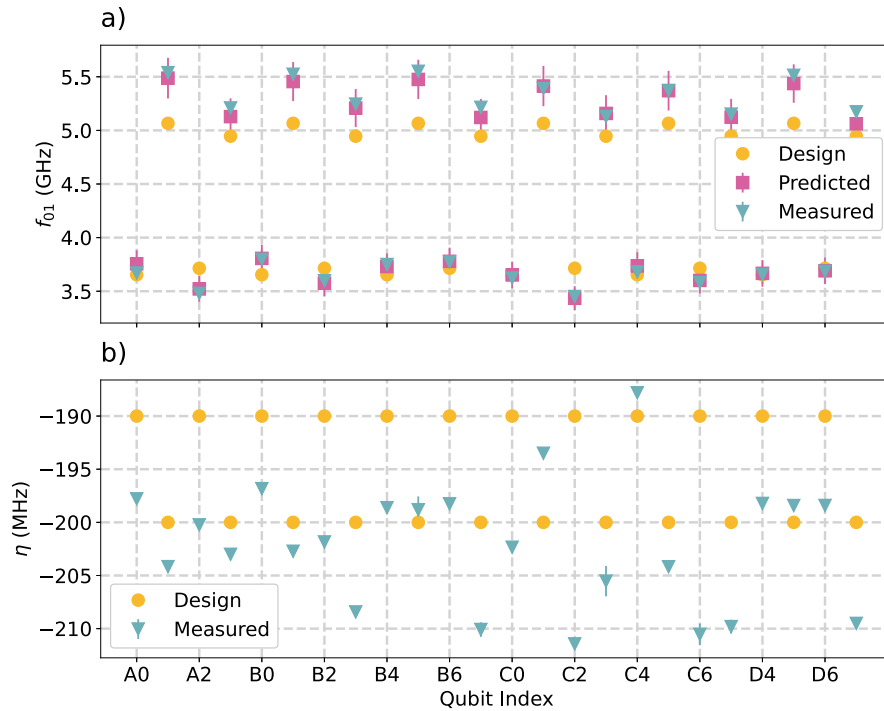 a)
5.5
5.0
4.5
4.0
3.5
f01 (GHz)
Design
Predicted
Measured
b)
−190
−195
−200
−205
−210
η (MHz)
Design
Measured
A0 A2 B0 B2 B4 B6 C0 C2 C4 C6 D4 D6
Qubit Index